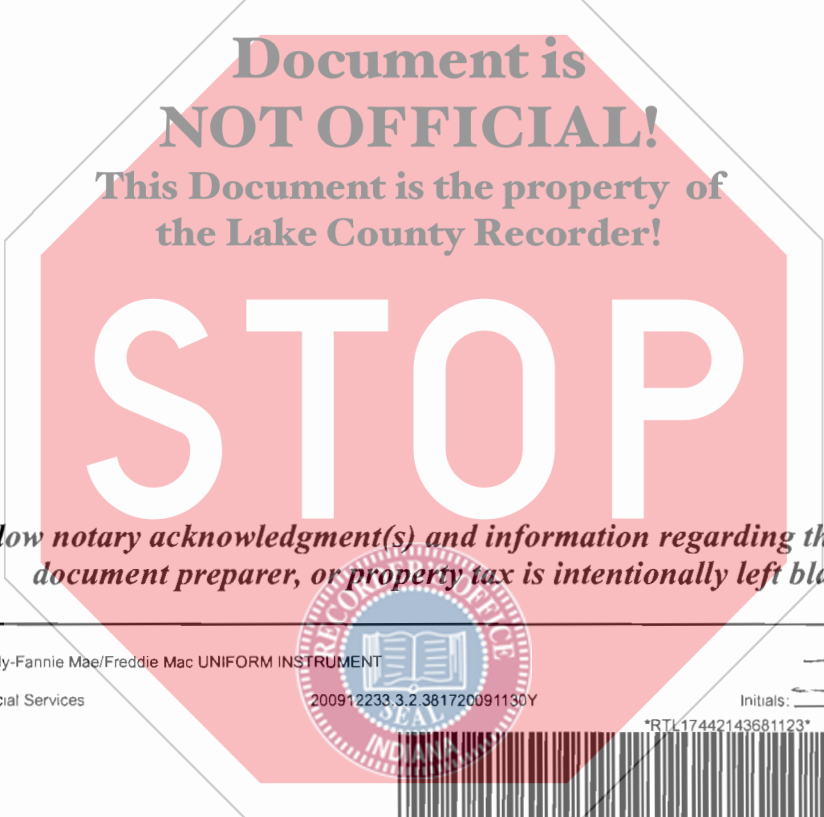 Document is
NOT OFFICIAL!
This Document is the property of
the Lake County Recorder!
STOP
low notary acknowledgment(s) and information regarding th
document preparer, or property tax is intentionally left bla
RECORDER'S OFFICE
ly-Fannie Mae/Freddie Mac UNIFORM INSTRUMENT
cial Services 200912233.3.2.381720091130Y Initials:
SEAL
*RTL17442143681123*
INDIANA